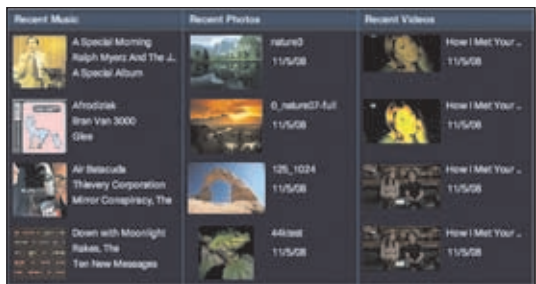 Recent Music
A Special Morning
Ralph Myerz And The J..
A Special Album
Afrodiziak
Bran Van 3000
Glee
Air Batacuda
Thievery Corporation
Mirror Conspiracy, The
Down with Moonlight
Rakes, The
Ten New Messages
Recent Photos
nature3
11/5/08
0_nature07-full
11/5/08
125_1024
11/5/08
44ktest
11/5/08
Recent Videos
How I Met Your ..
11/5/08
How I Met Your ..
11/5/08
How I Met Your ..
11/5/08
How I Met Your ..
11/5/08